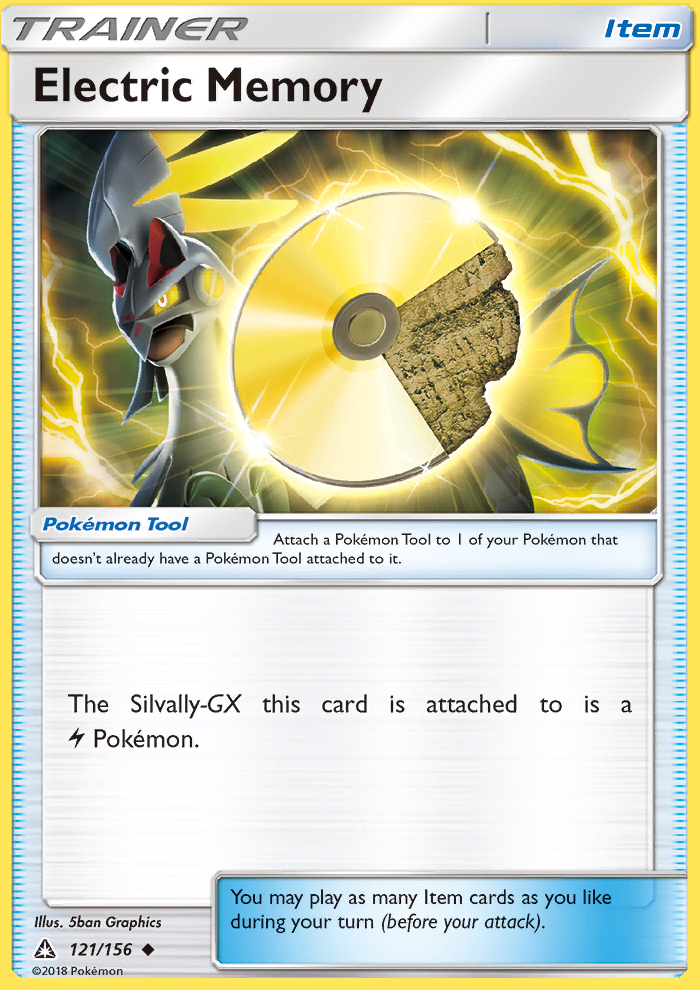 TRAINER
Item
Electric Memory
Pokémon Tool
Attach a Pokémon Tool to 1 of your Pokémon that
doesn't already have a Pokémon Tool attached to it.
The Silvally-GX this card is attached to is a
Pokémon.
You may play as many Item cards as you like
during your turn (before your attack).
Illus. 5ban Graphics
121/156
©2018 Pokémon